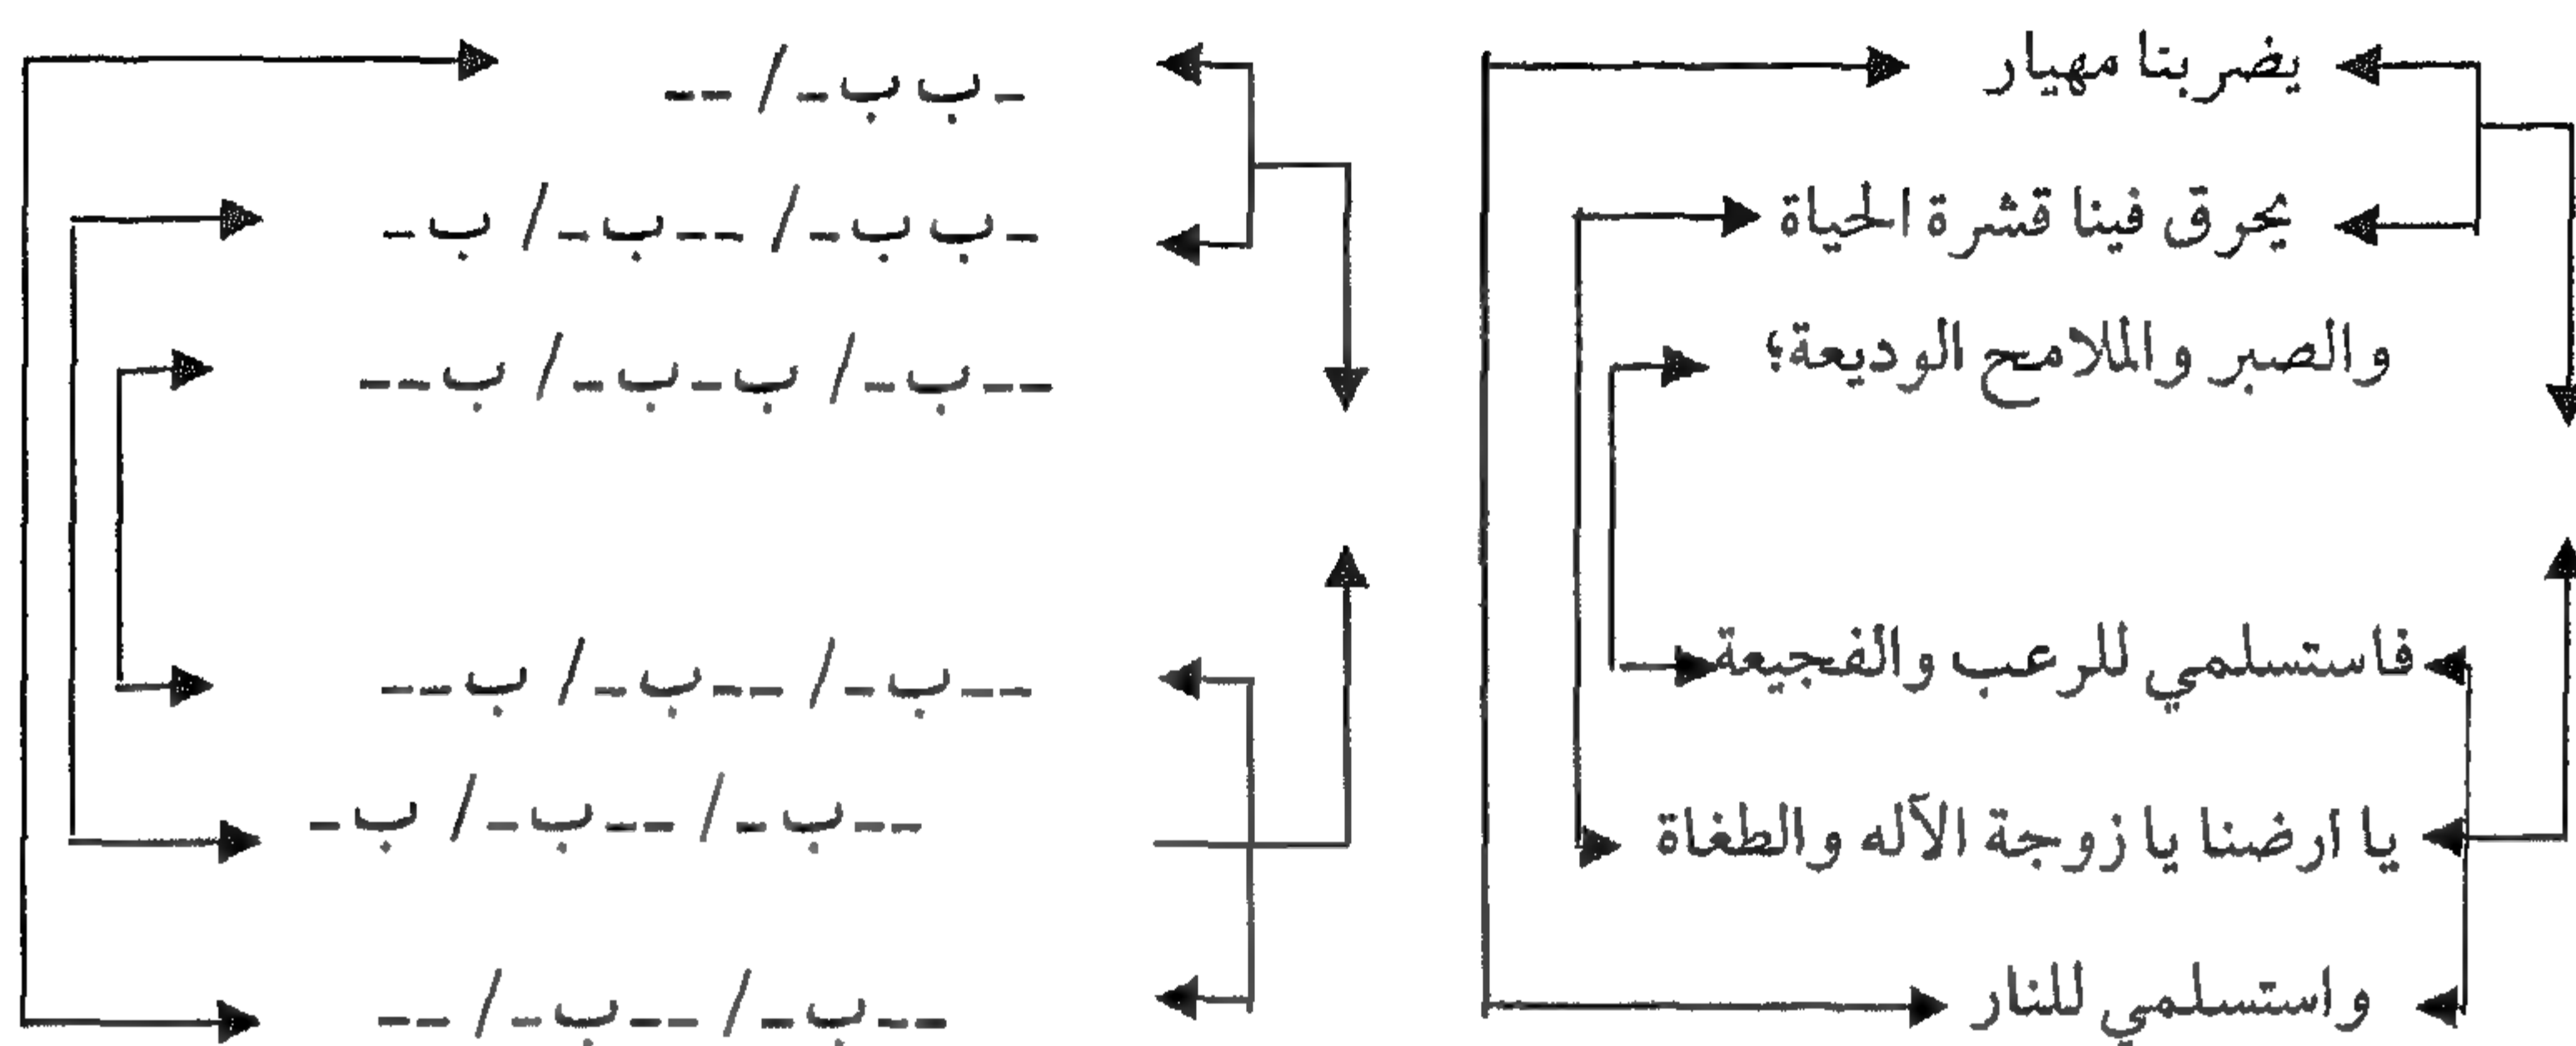 يضربنا مهيار
يحرق فينا قشرة الحياة
والصبر والملامح الوديعة؛
فاستسلمي للرعب والفجيعة
يا ارضنا يا زوجة الآله والطغاة
واستسلمي للنار
-ب ب- / --
-ب ب- / --ب- / ب-
--ب- / ب-ب- / ب--
--ب- / --ب- / ب--
--ب- / --ب- / ب-
--ب- / --ب- / --